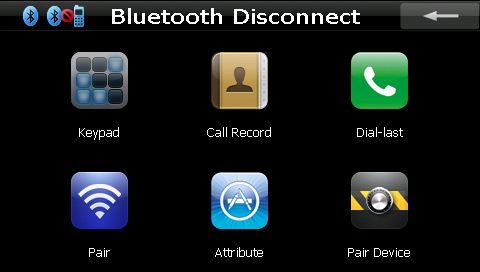 Bluetooth Disconnect
Keypad
Call Record
Dial-last
Pair
Attribute
Pair Device